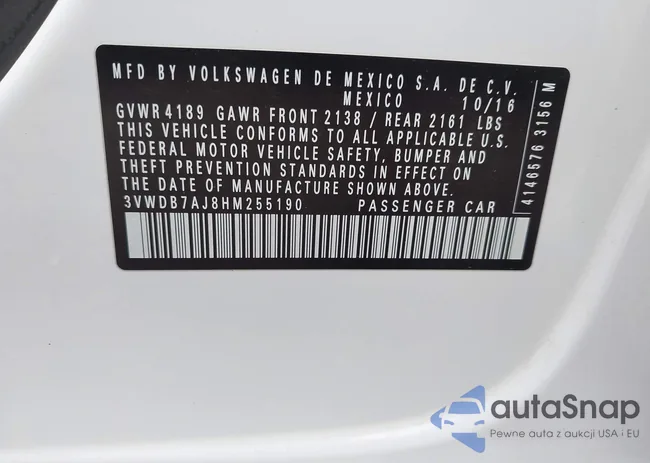 MFD BY VOLKSWAGEN DE MEXICO S.A. DE C.V.
MEXICO 10/16
GVWR 4189 GAWR FRONT 2138 / REAR 2161 LBS
THIS VEHICLE CONFORMS TO ALL APPLICABLE U.S.
FEDERAL MOTOR VEHICLE SAFETY, BUMPER AND
THEFT PREVENTION STANDARDS IN EFFECT ON
THE DATE OF MANUFACTURE SHOWN ABOVE.
3VWDB7AJ8HM255190 PASSENGER CAR
4146576 3156 M
autaSnap
Pewne auta z aukcji USA i EU